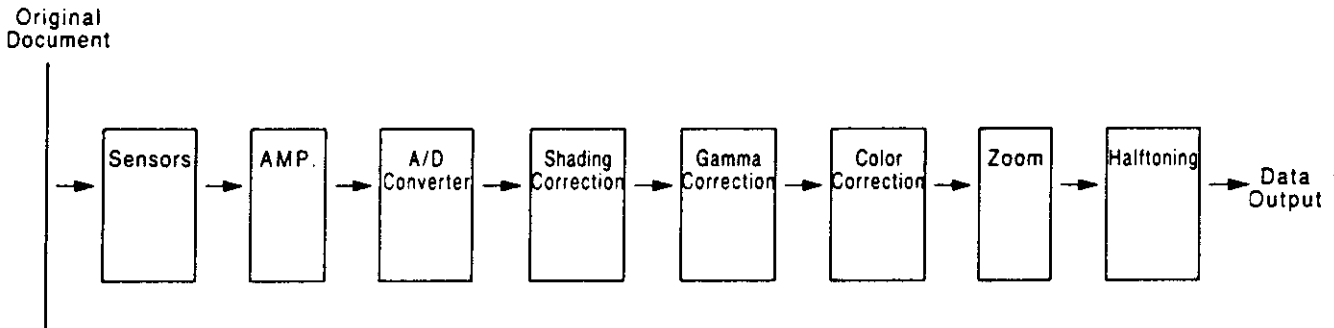 Original
Document
Sensors
AMP.
A/D
Converter
Shading
Correction
Gamma
Correction
Color
Correction
Zoom
Halftoning
Data
Output